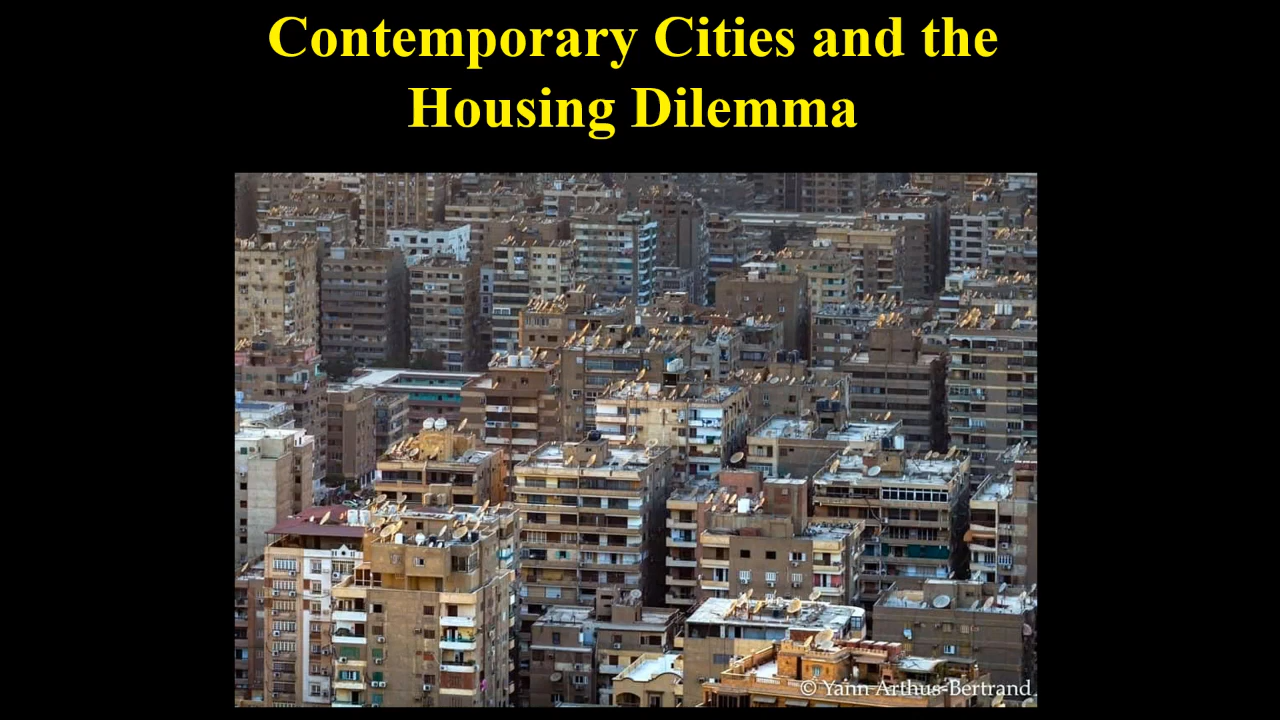 Contemporary Cities and the
Housing Dilemma
© Yann Arthus-Bertrand